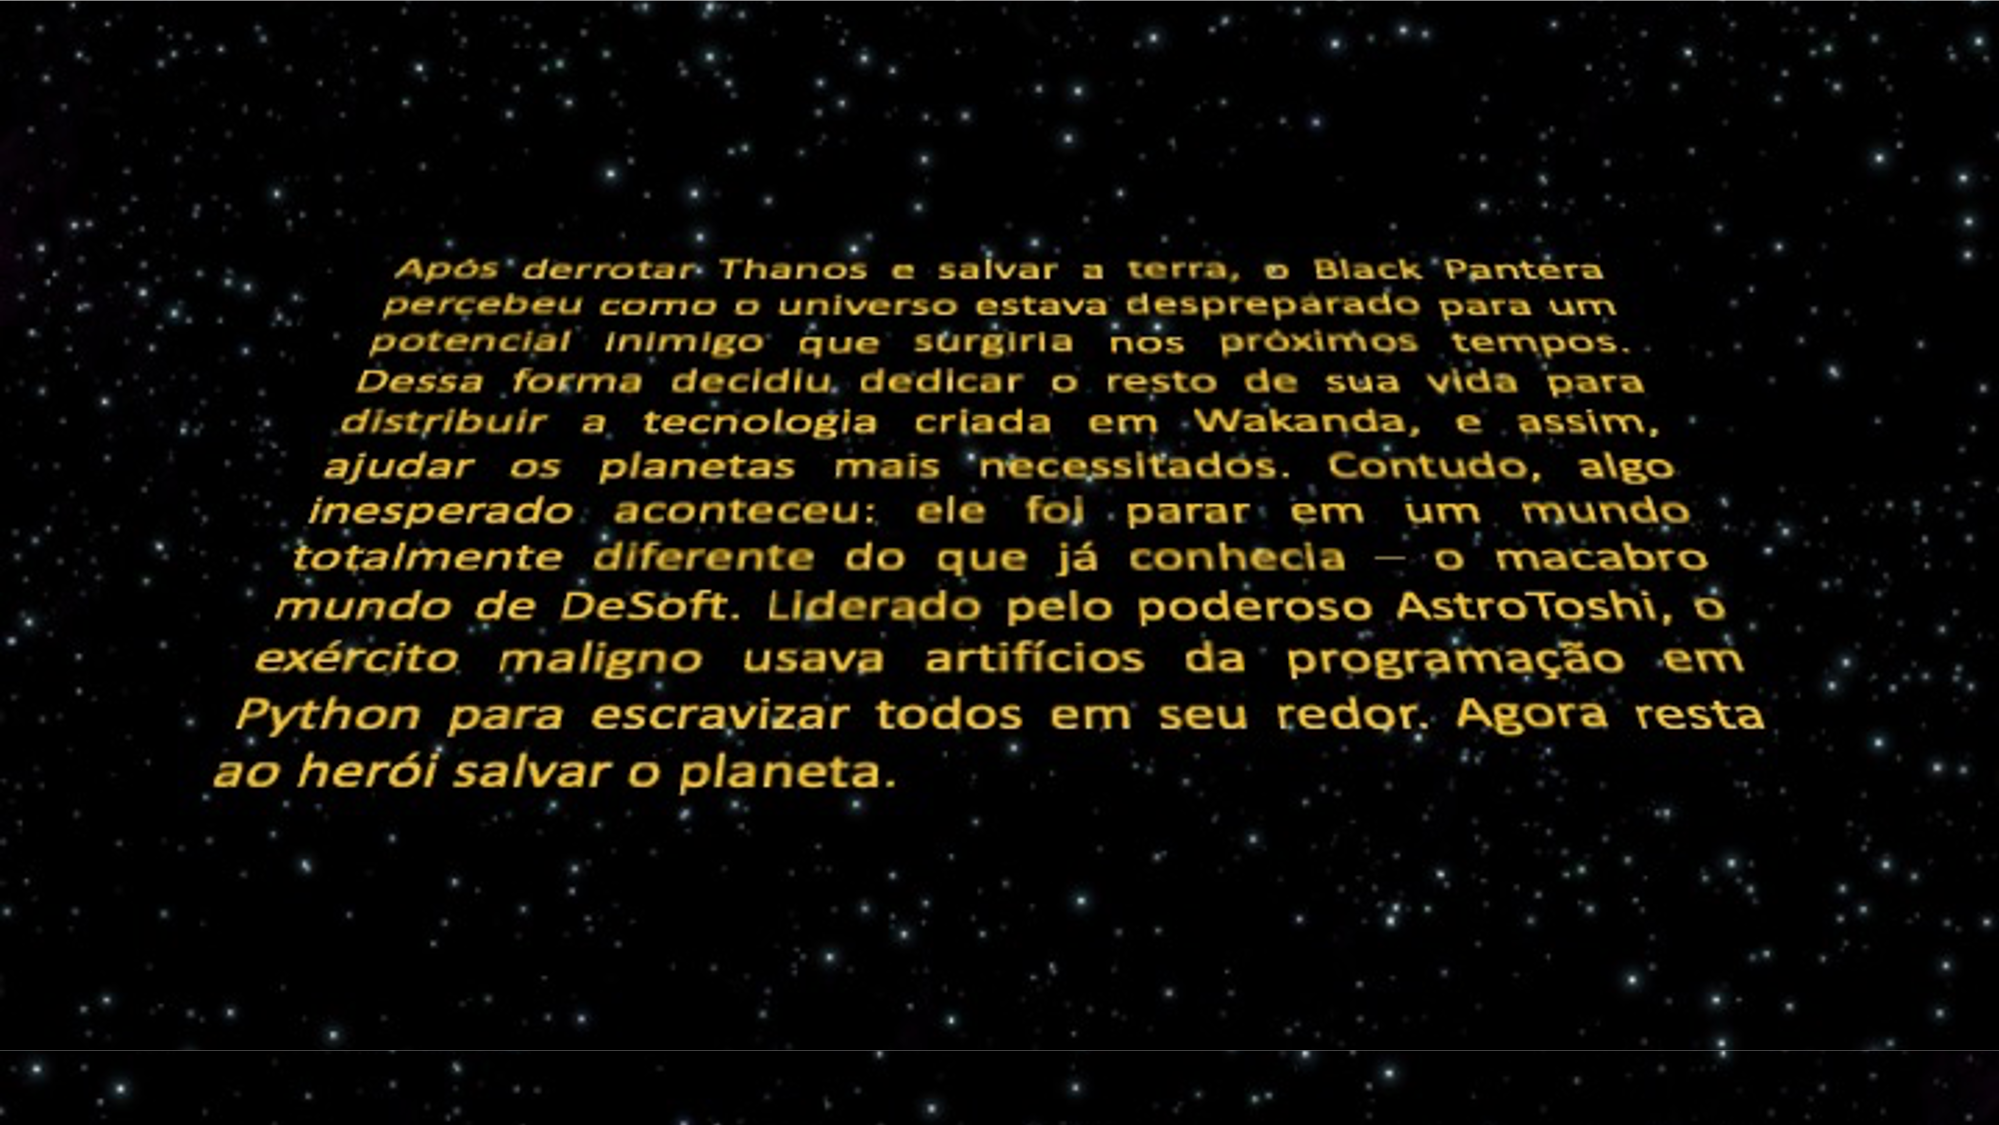 Após derrotar Thanos e salvar a terra, o Black Pantera
percebeu como o universo estava despreparado para um
potencial inimigo que surgiria nos próximos tempos.
Dessa forma decidiu dedicar o resto de sua vida para
distribuir a tecnologia criada em Wakanda, e assim,
ajudar os planetas mais necessitados. Contudo, algo
inesperado aconteceu: ele foi parar em um mundo
totalmente diferente do que já conhecia – o macabro
mundo de DeSoft. Liderado pelo poderoso AstroToshi, o
exército maligno usava artifícios da programação em
Python para escravizar todos em seu redor. Agora resta
ao herói salvar o planeta.